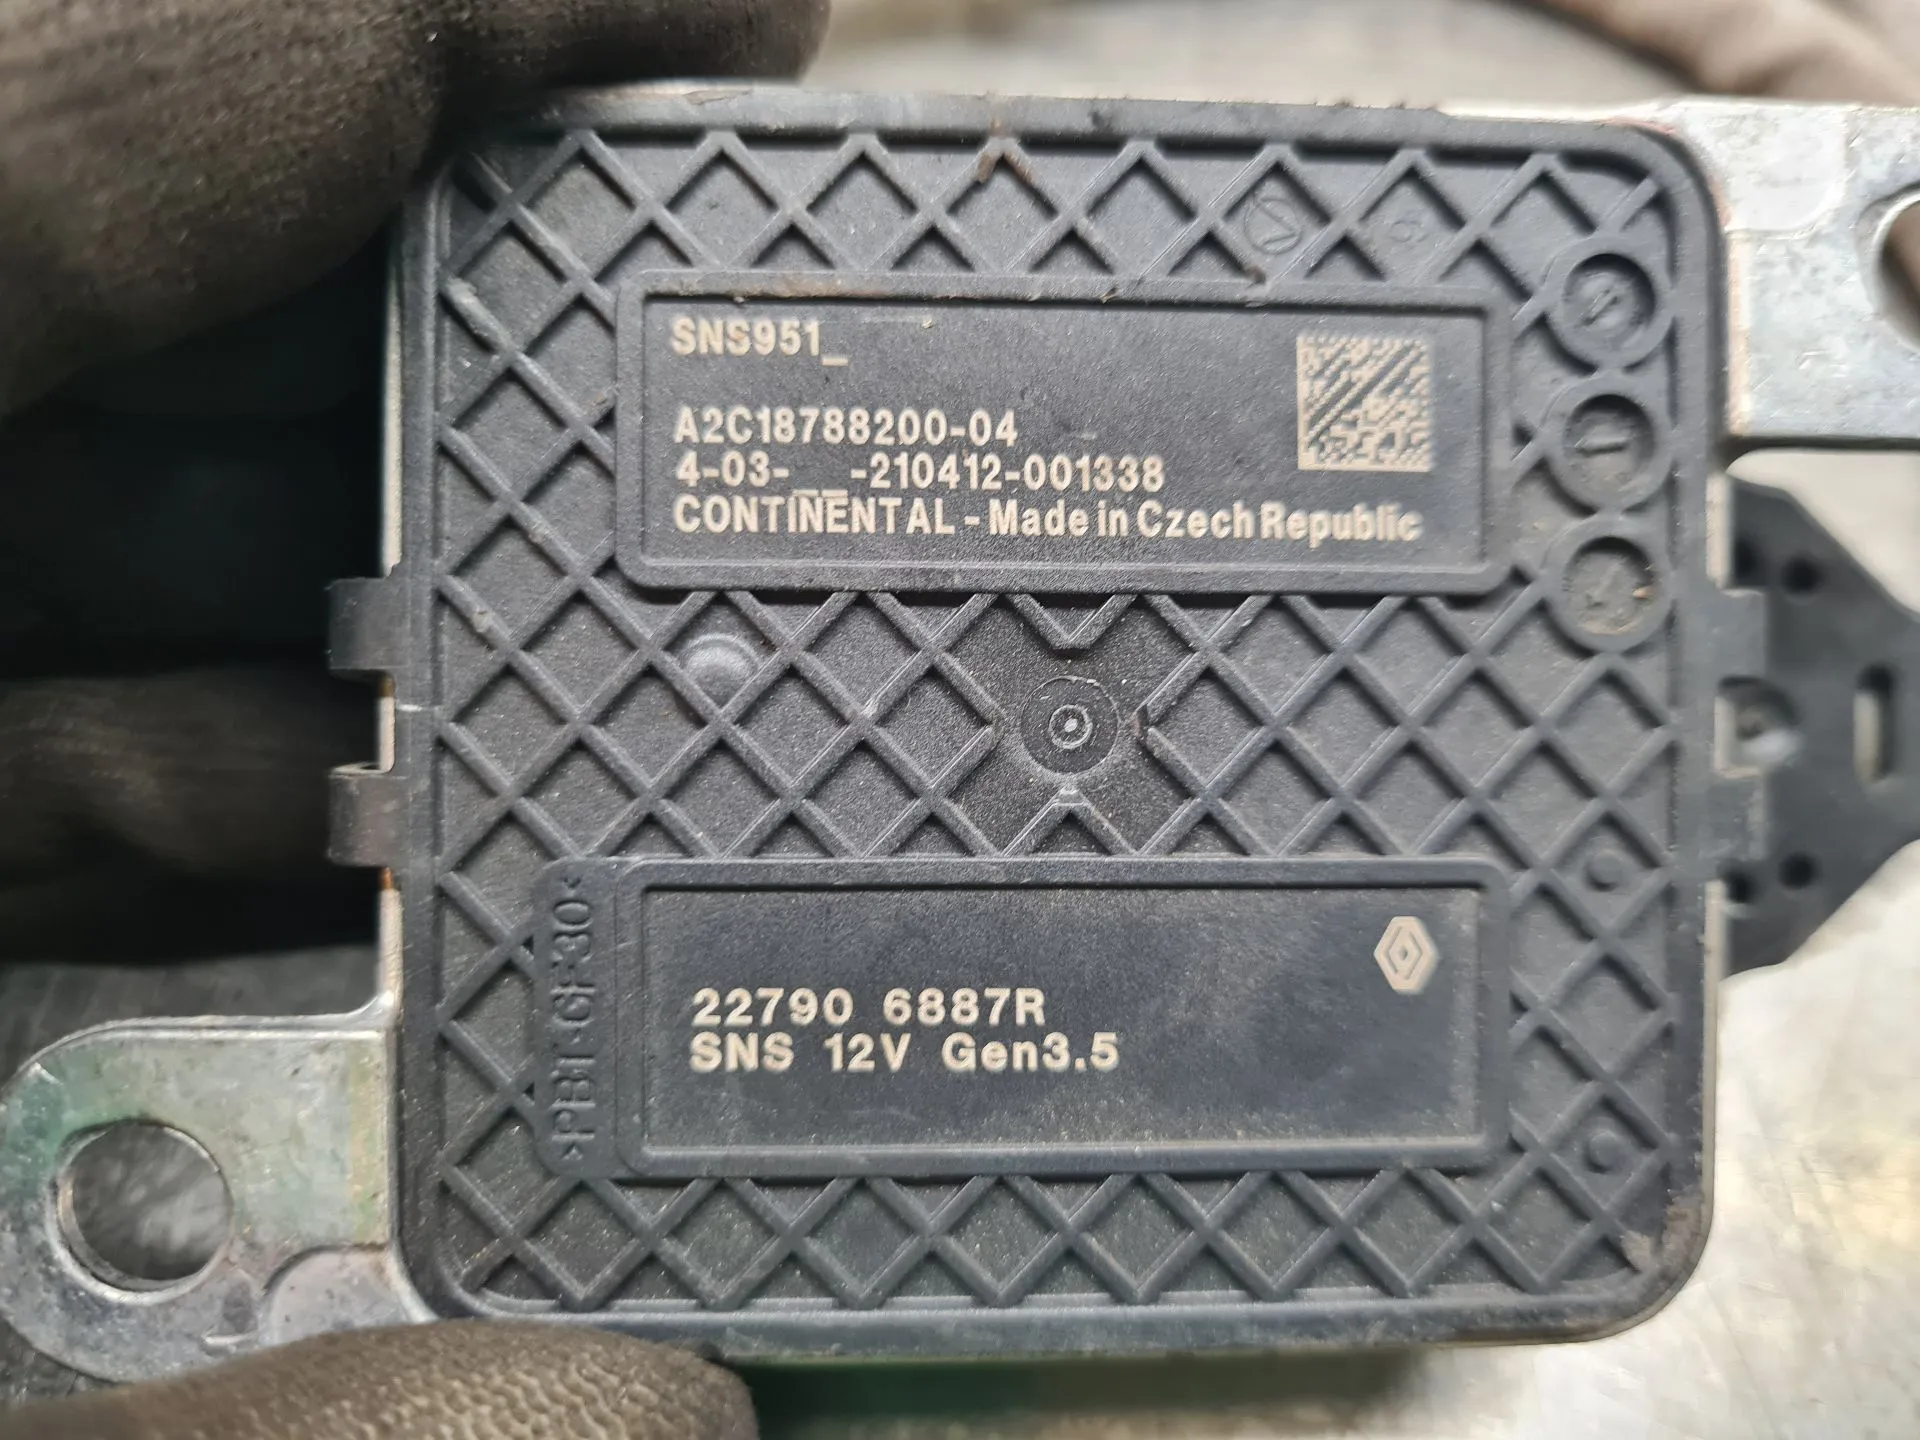 SNS951_
A2C18788200-04
4-03-__-210412-001338
CONTINENTAL - Made in Czech Republic
>PBT-GF30<
22790 6887R
SNS 12V Gen3.5